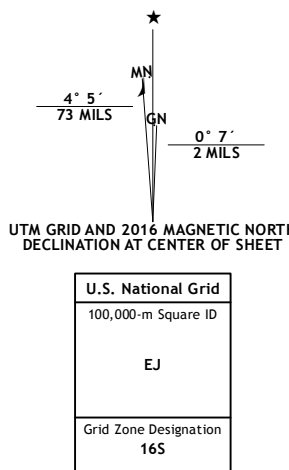 ★
MN
4° 5´
73 MILS
GN
0° 7´
2 MILS
UTM GRID AND 2016 MAGNETIC NORTH
DECLINATION AT CENTER OF SHEET
U.S. National Grid
100,000-m Square ID
EJ
Grid Zone Designation
16S